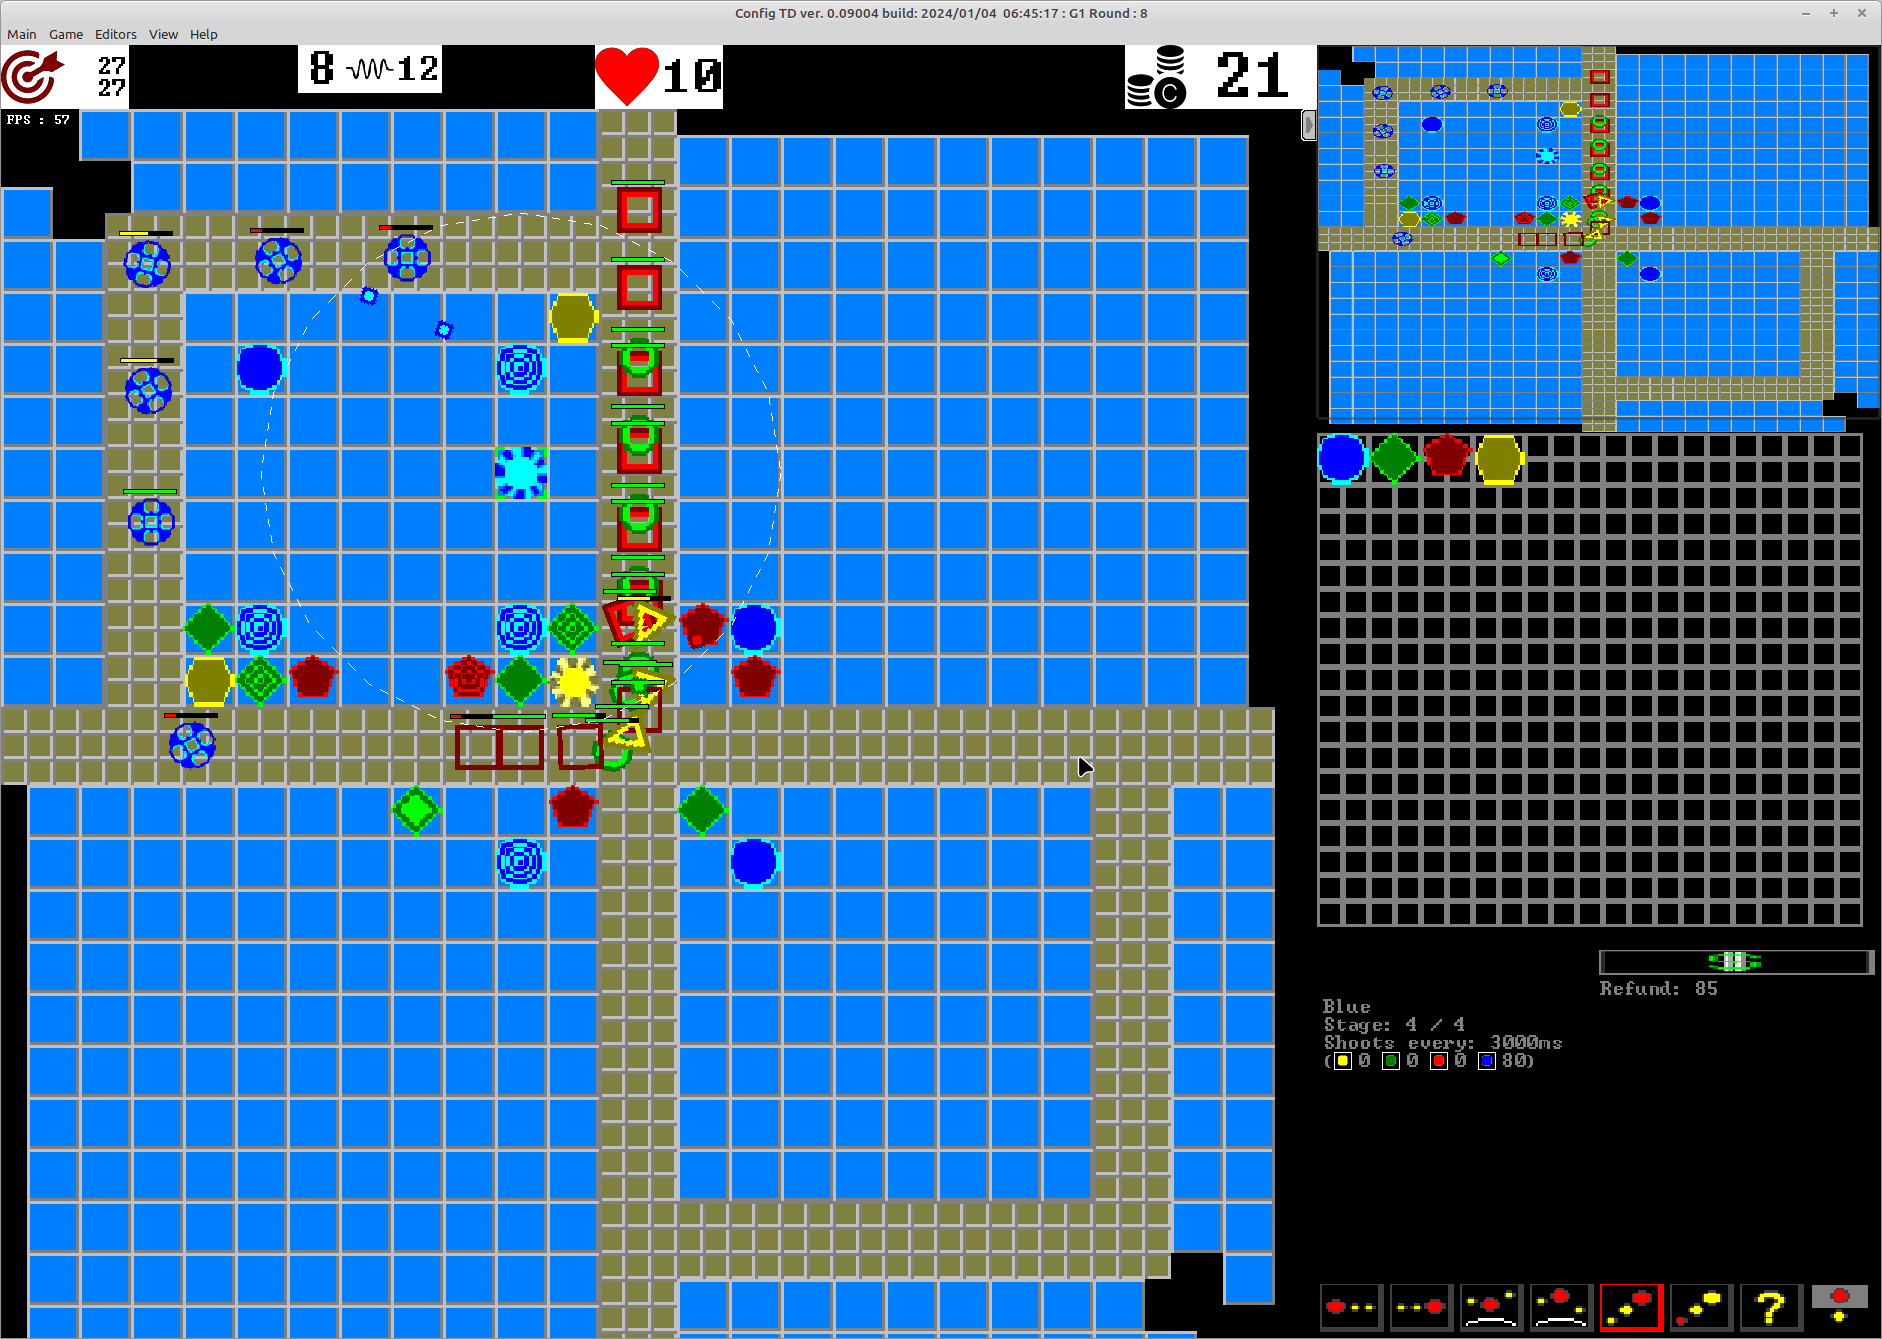 Config TD ver. 0.09004 build: 2024/01/04 06:45:17 : G1 Round : 8
Main Game Editors View Help
27
27
8 12
10
C 21
FPS : 57
Refund: 85
Blue
Stage: 4 / 4
Shoots every: 3000ms
( 0 0 0 80)
?